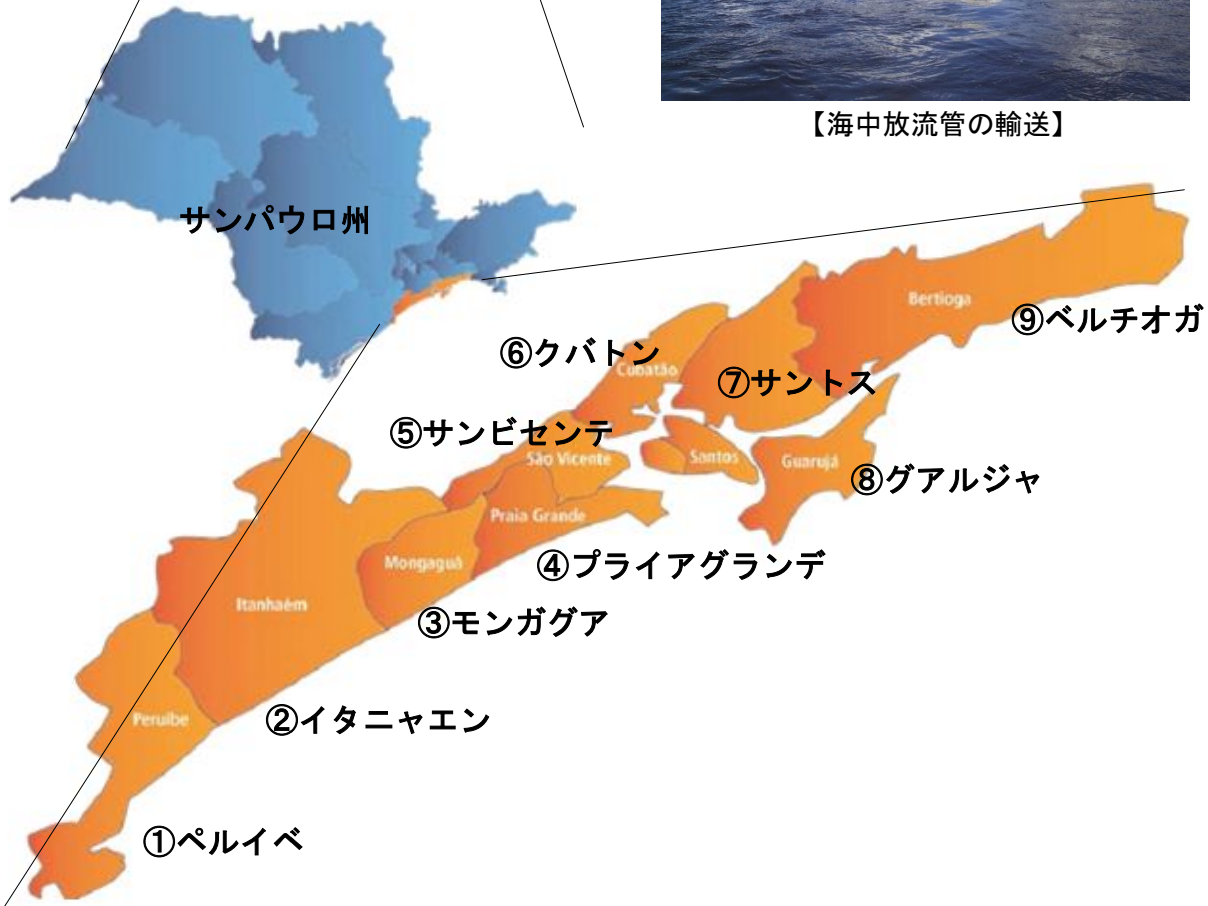 【海中放流管の輸送】
サンパウロ州
Bertioga
⑨ベルチオガ
⑥クバトン
Cubatão
⑦サントス
⑤サンビセンテ
São Vicente
Santos
Guarujá
⑧グアルジャ
Praia Grande
④プライアグランデ
Mongaguá
Itanhaém
③モンガグア
Peruíbe
②イタニャエン
①ペルイベ